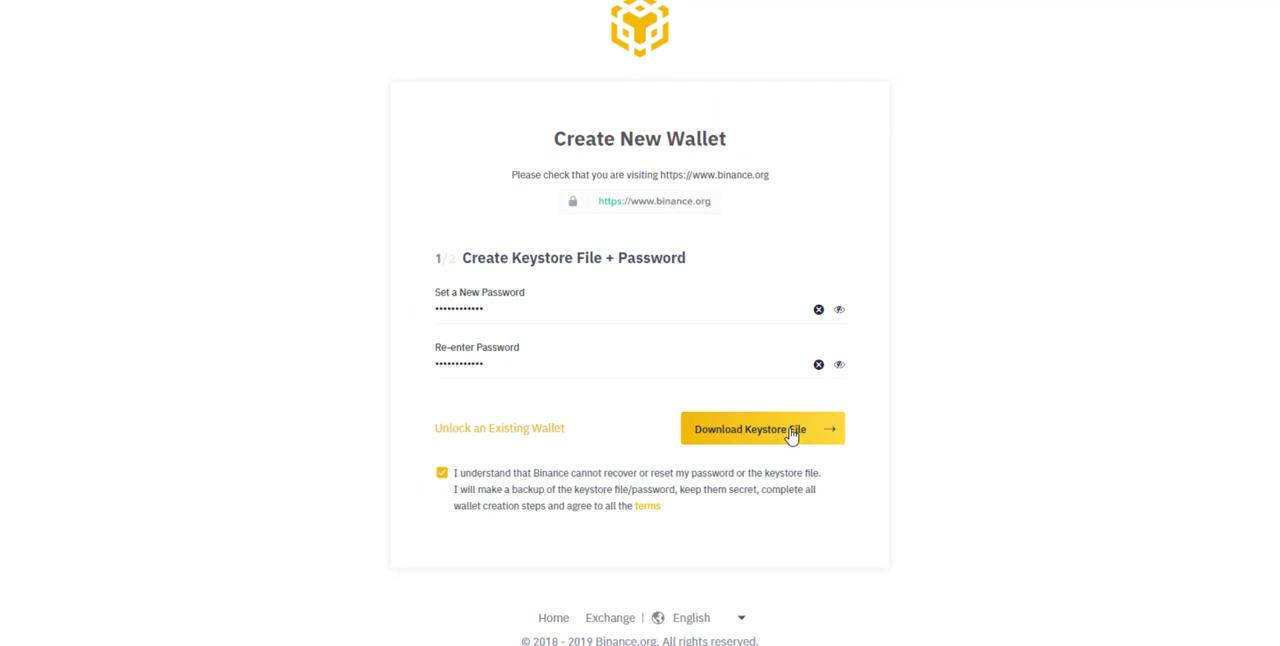 Create New Wallet
Please check that you are visiting https://www.binance.org
https://www.binance.org
1/2 Create Keystore File + Password
Set a New Password
••••••••••••
Re-enter Password
••••••••••••
Unlock an Existing Wallet
Download Keystore File →
I understand that Binance cannot recover or reset my password or the keystore file.
I will make a backup of the keystore file/password, keep them secret, complete all
wallet creation steps and agree to all the terms
Home Exchange | English
© 2018 - 2019 Binance.org. All rights reserved.